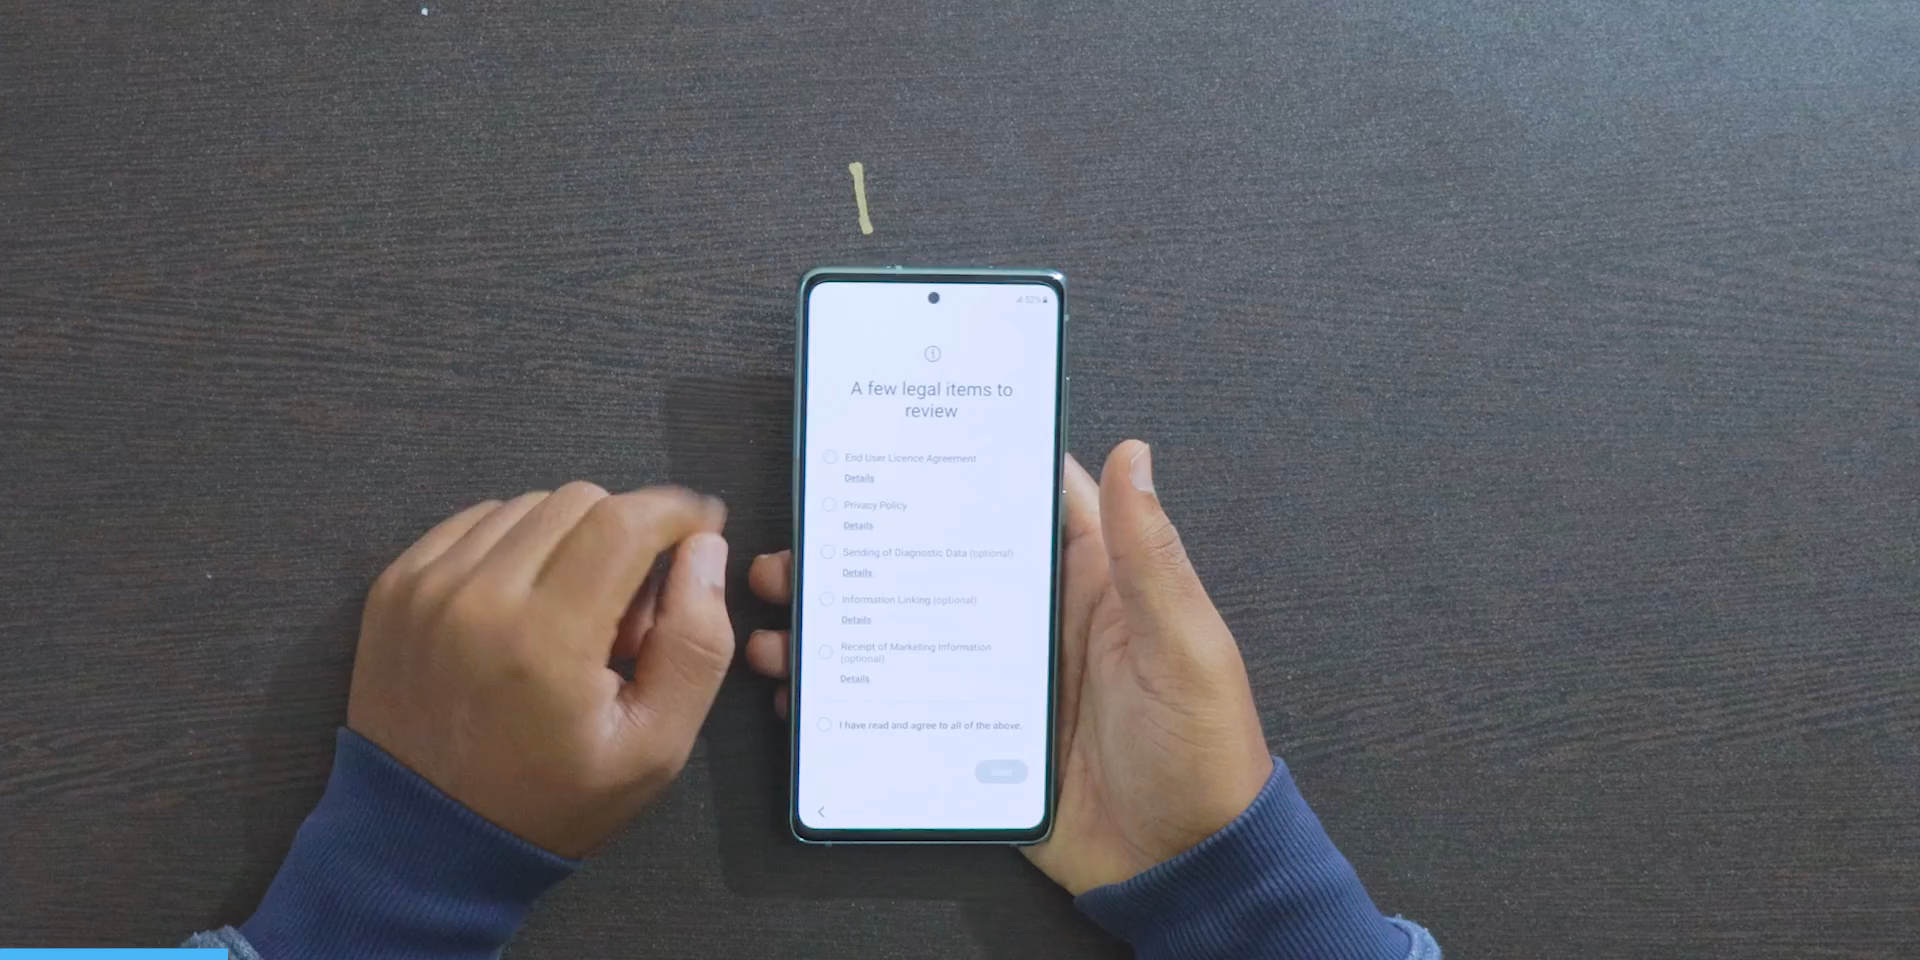 52%
A few legal items to
review
End User Licence Agreement
Details
Privacy Policy
Details
Sending of Diagnostic Data (optional)
Details
Information Linking (optional)
Details
Receipt of Marketing Information
(optional)
Details
I have read and agree to all of the above.